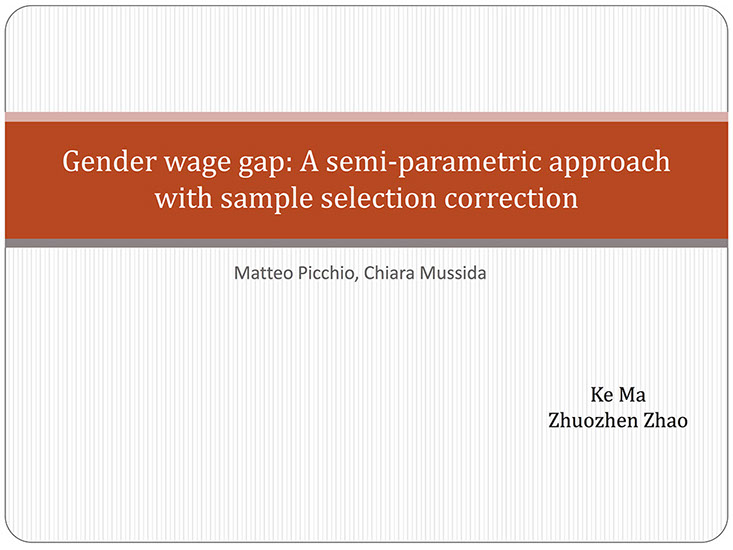 Gender wage gap: A semi-parametric approach
with sample selection correction
Matteo Picchio, Chiara Mussida
Ke Ma
Zhuozhen Zhao